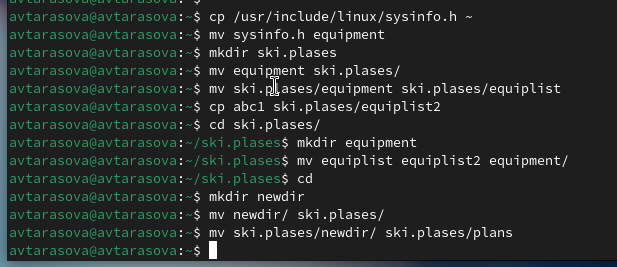 avtarasova@avtarasova:~$ cp /usr/include/linux/sysinfo.h ~
avtarasova@avtarasova:~$ mv sysinfo.h equipment
avtarasova@avtarasova:~$ mkdir ski.plases
avtarasova@avtarasova:~$ mv equipment ski.plases/
avtarasova@avtarasova:~$ mv ski.plases/equipment ski.plases/equiplist
avtarasova@avtarasova:~$ cp abc1 ski.plases/equiplist2
avtarasova@avtarasova:~$ cd ski.plases/
avtarasova@avtarasova:~/ski.plases$ mkdir equipment
avtarasova@avtarasova:~/ski.plases$ mv equiplist equiplist2 equipment/
avtarasova@avtarasova:~/ski.plases$ cd
avtarasova@avtarasova:~$ mkdir newdir
avtarasova@avtarasova:~$ mv newdir/ ski.plases/
avtarasova@avtarasova:~$ mv ski.plases/newdir/ ski.plases/plans
avtarasova@avtarasova:~$